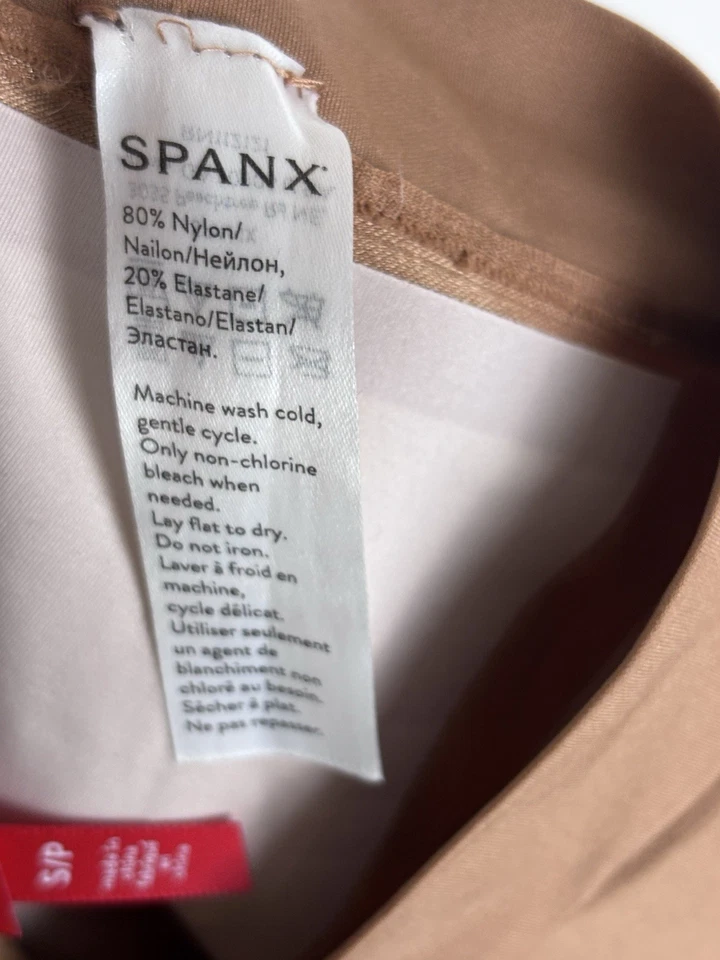 SPANX
80% Nylon/
Nailon/Нейлон,
20% Elastane/
Elastano/Elastan/
Эластан.
Machine wash cold,
gentle cycle.
Only non-chlorine
bleach when
needed.
Lay flat to dry.
Do not iron.
Laver à froid en
machine,
cycle délicat.
Utiliser seulement
un agent de
blanchiment non
chloré au besoin.
Sécher à plat.
Ne pas repasser.
S/P